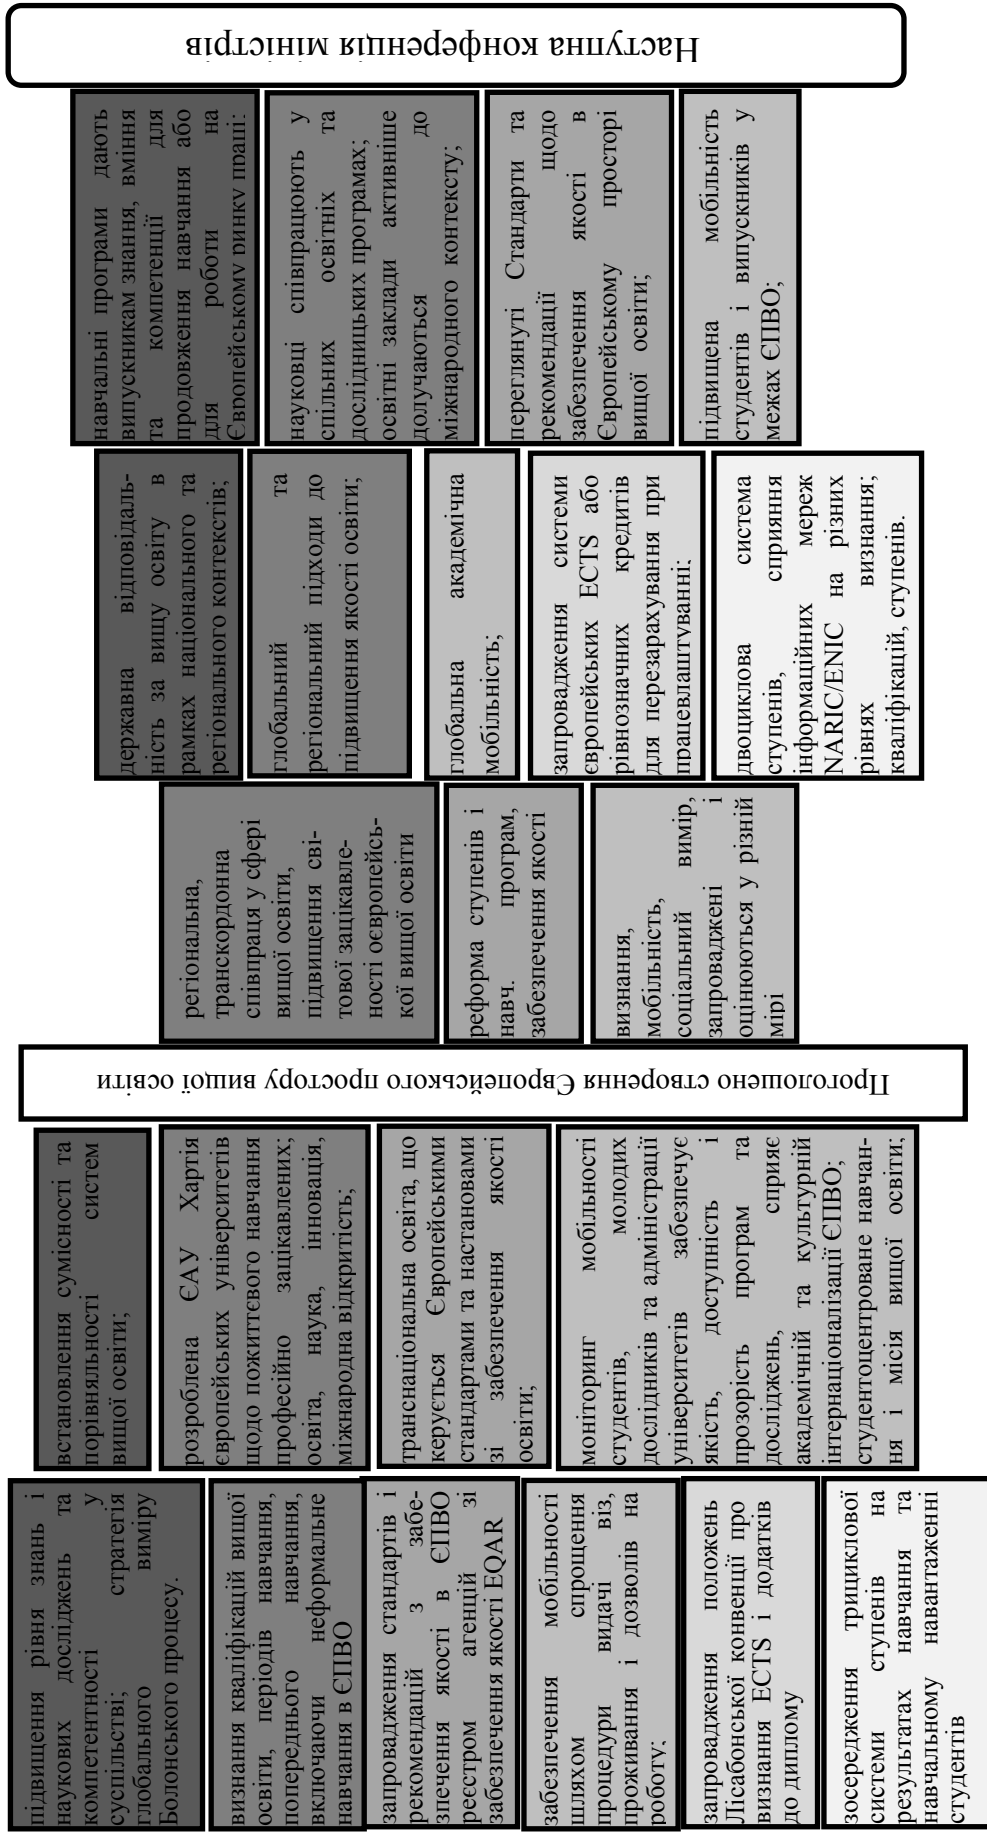 підвищення рівня знань і
наукових досліджень та
компетентності у
суспільстві; стратегія
глобального виміру
Болонського процесу.
визнання кваліфікацій вищої
освіти, періодів навчання,
попереднього навчання,
включаючи неформальне
навчання в ЄПВО
запровадження стандартів і
рекомендацій з забе-
зпечення якості в ЄПВО
реєстром агенцій зі
забезпечення якості EQAR
забезпечення мобільності
шляхом спрощення
процедури видачі віз,
проживання і дозволів на
роботу;
запровадження положень
Лісабонської конвенції про
визнання ECTS і додатків
до диплому
зосередження трициклової
системи ступенів на
результатах навчання та
навчальному навантаженні
студентів
встановлення сумісності та
порівняльності систем
вищої освіти;
розроблена ЄАУ Хартія
європейських університетів
щодо пожиттєвого навчання
професійно зацікавлених;
освіта, наука, інновація,
міжнародна відкритість;
транснаціональна освіта, що
керується Європейськими
стандартами та настановами
зі забезпечення якості
освіти;
моніторинг мобільності
студентів, молодих
дослідників та адміністрації
університетів забезпечує
якість, доступність і
прозорість програм та
досліджень, сприяє
академічній та культурній
інтернаціоналізації ЄПВО;
студентоцентроване навчан-
ня і місія вищої освіти;
Проголошено створення Європейського простору вищої освіти
регіональна,
транскордонна
співпраця у сфері
вищої освіти,
підвищення сві-
тової зацікавле-
ності оєвропейсь-
кої вищої освіти
реформа ступенів і
навч. програм,
забезпечення якості
визнання,
мобільність,
соціальний вимір,
запроваджені і
оцінюються у різній
мірі
державна відповідаль-
ність за вищу освіту в
рамках національного та
регіонального контекстів;
глобальний та
регіональний підходи до
підвищення якості освіти;
глобальна академічна
мобільність;
запровадження системи
європейських ECTS або
рівнозначних кредитів
для перезарахування при
працевлаштуванні;
двоциклова система
ступенів, сприяння
інформаційних мереж
NARIC/ENIC на різних
рівнях визнання;
кваліфікацій, ступенів.
навчальні програми дають
випускникам знання, вміння
та компетенції для
продовження навчання або
для роботи на
Європейському ринку праці;
науковці співпрацюють у
спільних освітніх та
дослідницьких програмах;
освітні заклади активніше
долучаються до
міжнародного контексту;
переглянуті Стандарти та
рекомендації щодо
забезпечення якості в
Європейському просторі
вищої освіти;
підвищена мобільність
студентів і випускників у
межах ЄПВО;
Наступна конференція міністрів